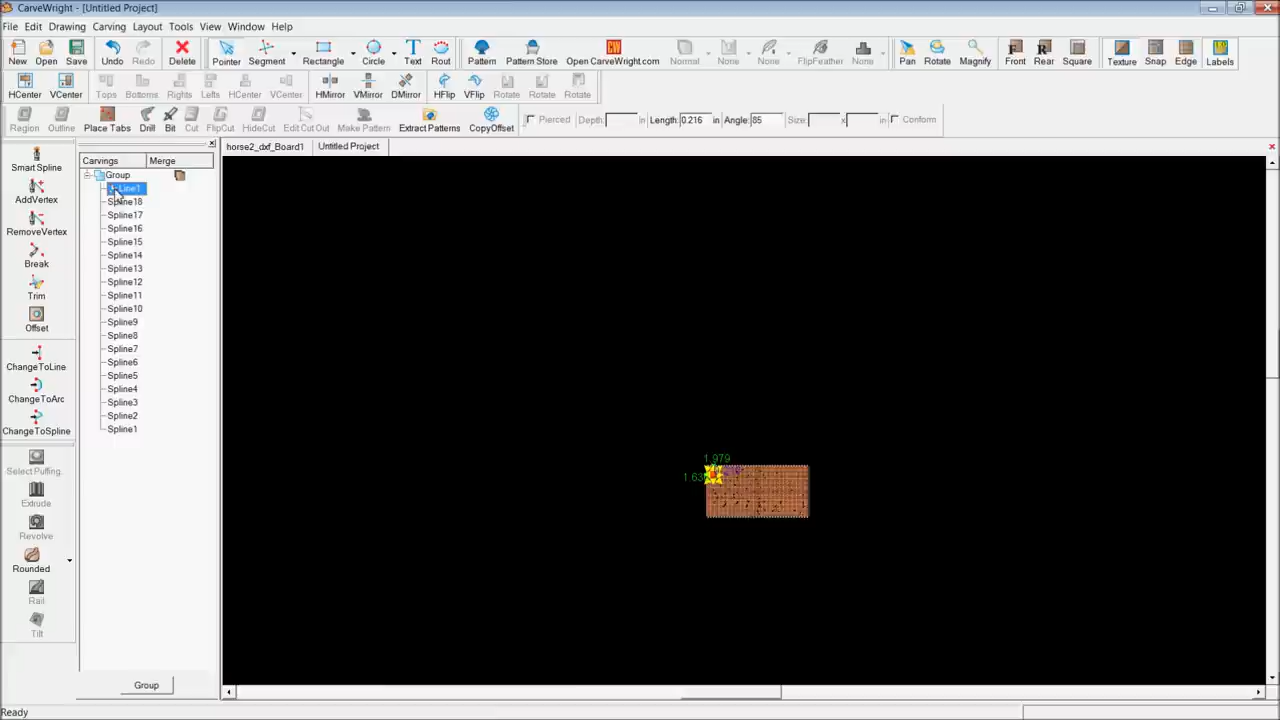 CarveWright - [Untitled Project]
File Edit Drawing Carving Layout Tools View Window Help
New Open Save Undo Redo Delete Pointer Segment Rectangle Circle Text Rout Pattern Pattern Store Open CarveWright.com Normal None None FlipFeather None Pan Rotate Magnify Front Rear Square Texture Snap Edge Labels
HCenter VCenter Tops Bottoms Rights Lefts HCenter VCenter HMirror VMirror DMirror HFlip VFlip Rotate Rotate Rotate
Region Outline Place Tabs Drill Bit Cut FlipCut HideCut Edit Cut Out Make Pattern Extract Patterns CopyOffset Pierced Depth: in Length: 0.216 in Angle: 85 Size: x in Conform
horse2_dxf_Board1 Untitled Project
Carvings Merge
Group
Line1
Spline18
Spline17
Spline16
Spline15
Spline14
Spline13
Spline12
Spline11
Spline10
Spline9
Spline8
Spline7
Spline6
Spline5
Spline4
Spline3
Spline2
Spline1
Group
Smart Spline
AddVertex
RemoveVertex
Break
Trim
Offset
ChangeToLine
ChangeToArc
ChangeToSpline
Select Puffing.
Extrude
Revolve
Rounded
Rail
Tilt
1.979
Ready